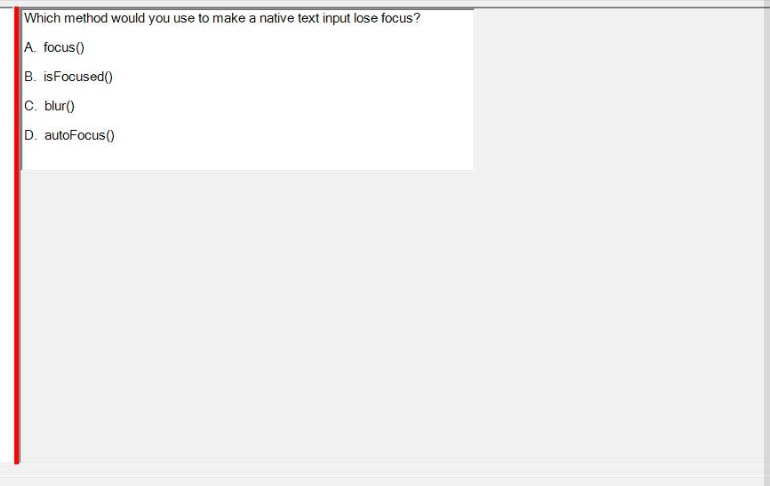 Which method would you use to make a native text input lose focus?
A. focus()
B. isFocused()
C. blur()
D. autoFocus()